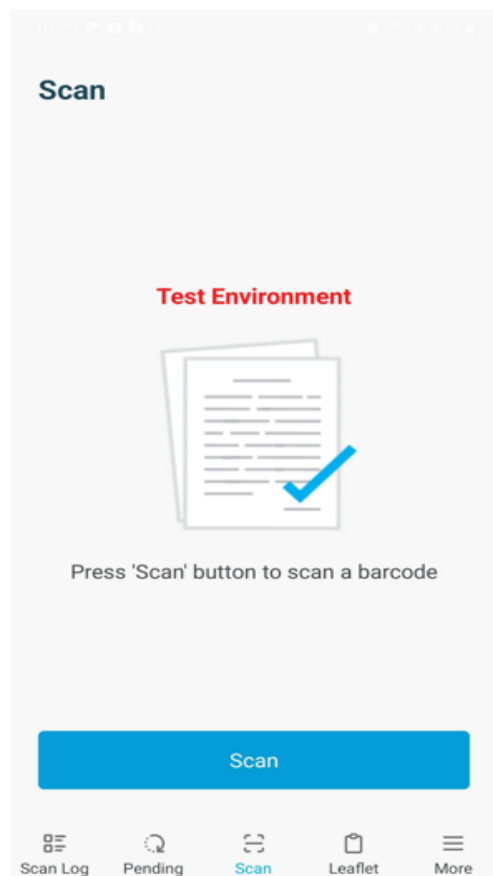 Scan
Test Environment
Press 'Scan' button to scan a barcode
Scan
Scan Log
Pending
Scan
Leaflet
More